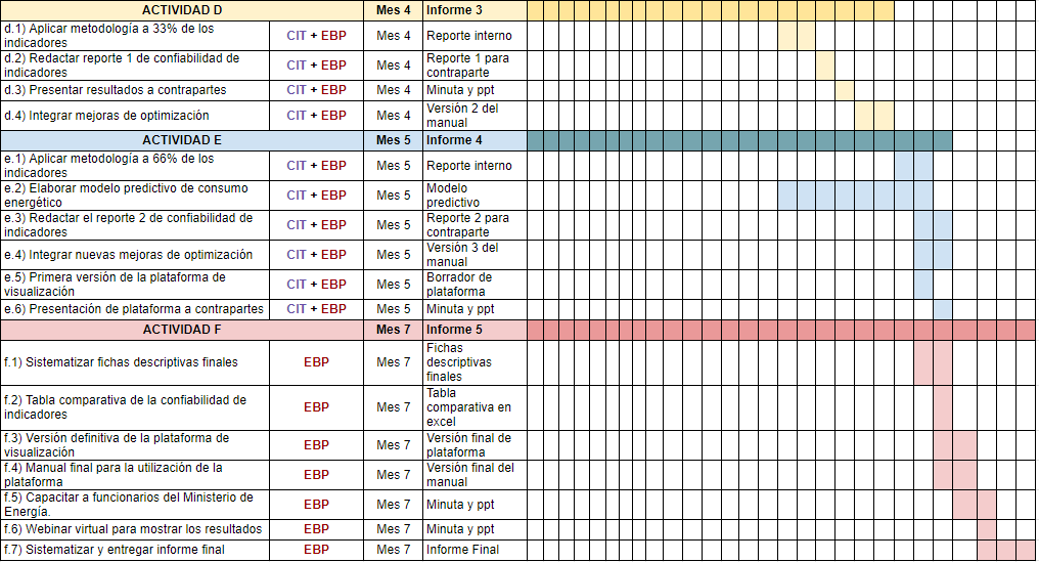 ACTIVIDAD D Mes 4 Informe 3
d.1) Aplicar metodología a 33% de los
indicadores
CIT + EBP Mes 4 Reporte interno
d.2) Redactar reporte 1 de confiabilidad de
indicadores
CIT + EBP Mes 4
Reporte 1 para
contraparte
d.3) Presentar resultados a contrapartes CIT + EBP Mes 4 Minuta y ppt
d.4) Integrar mejoras de optimización CIT + EBP Mes 4
Versión 2 del
manual
ACTIVIDAD E Mes 5 Informe 4
e.1) Aplicar metodología a 66% de los
indicadores
CIT + EBP Mes 5 Reporte interno
e.2) Elaborar modelo predictivo de consumo
energético
CIT + EBP Mes 5
Modelo
predictivo
e.3) Redactar el reporte 2 de confiabilidad de
indicadores
CIT + EBP Mes 5
Reporte 2 para
contraparte
e.4) Integrar nuevas mejoras de optimización CIT + EBP Mes 5
Versión 3 del
manual
e.5) Primera versión de la plataforma de
visualización
CIT + EBP Mes 5
Borrador de
plataforma
e.6) Presentación de plataforma a contrapartes CIT + EBP Mes 5 Minuta y ppt
ACTIVIDAD F Mes 7 Informe 5
f.1) Sistematizar fichas descriptivas finales EBP Mes 7
Fichas
descriptivas
finales
f.2) Tabla comparativa de la confiabilidad de
indicadores
EBP Mes 7
Tabla
comparativa en
excel
f.3) Versión definitiva de la plataforma de
visualización
EBP Mes 7
Versión final de
plataforma
f.4) Manual final para la utilización de la
plataforma
EBP Mes 7
Versión final del
manual
f.5) Capacitar a funcionarios del Ministerio de
Energía.
EBP Mes 7 Minuta y ppt
f.6) Webinar virtual para mostrar los resultados EBP Mes 7 Minuta y ppt
f.7) Sistematizar y entregar informe final EBP Mes 7 Informe Final